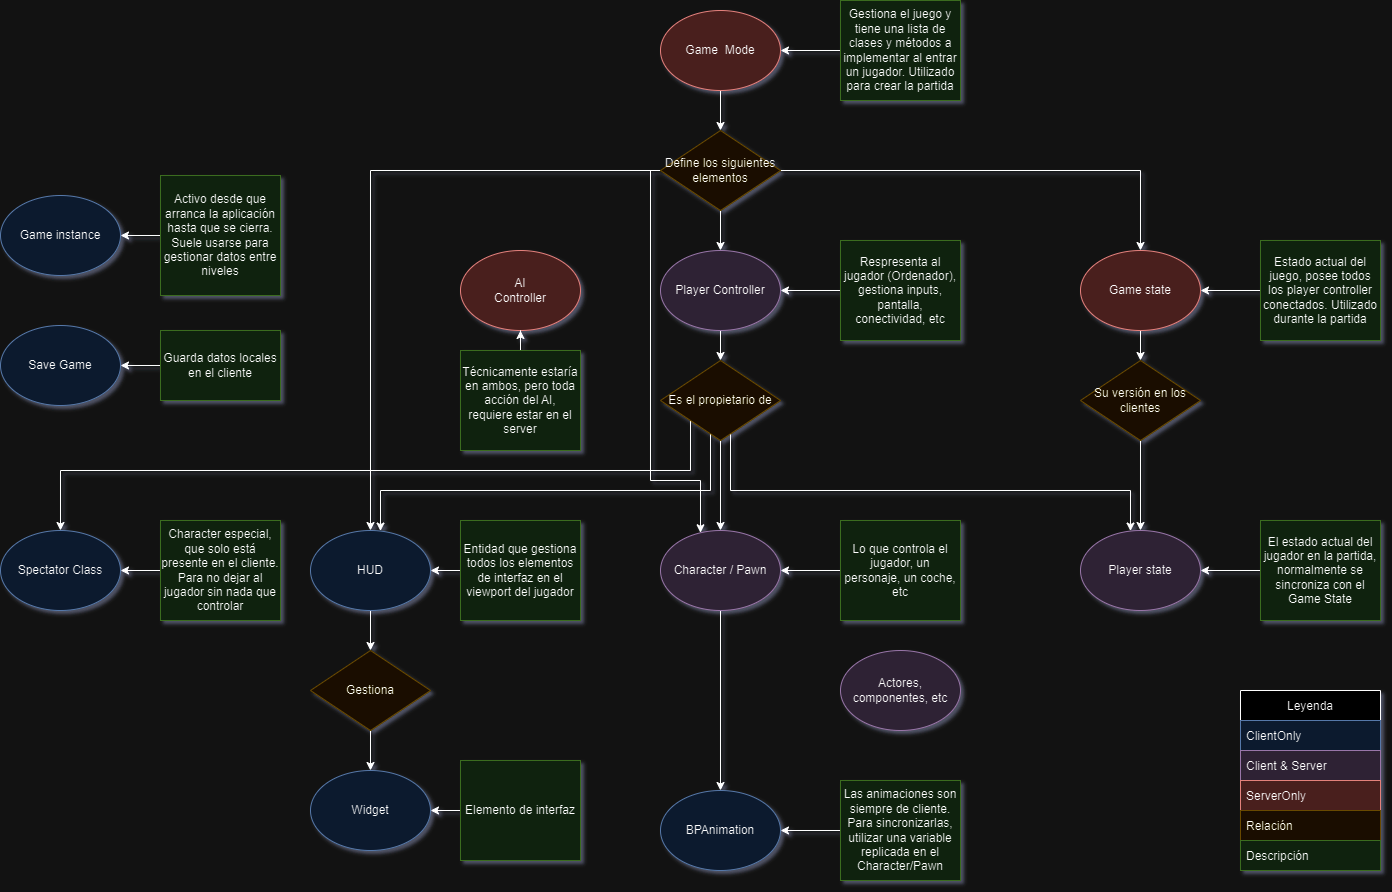 Game  Mode
Gestiona el juego y
tiene una lista de
clases y métodos a
implementar al entrar
un jugador. Utilizado
para crear la partida
Define los siguientes
elementos
Game instance
Activo desde que
arranca la aplicación
hasta que se cierra.
Suele usarse para
gestionar datos entre
niveles
AI
Controller
Player Controller
Respresenta al
jugador (Ordenador),
gestiona inputs,
pantalla,
conectividad, etc
Game state
Estado actual del
juego, posee todos
los player controller
conectados. Utilizado
durante la partida
Save Game
Guarda datos locales
en el cliente
Técnicamente estaría
en ambos, pero toda
acción del AI,
requiere estar en el
server
Es el propietario de
Su versión en los
clientes
Spectator Class
Character especial,
que solo está
presente en el cliente.
Para no dejar al
jugador sin nada que
controlar
HUD
Entidad que gestiona
todos los elementos
de interfaz en el
viewport del jugador
Character / Pawn
Lo que controla el
jugador, un
personaje, un coche,
etc
Player state
El estado actual del
jugador en la partida,
normalmente se
sincroniza con el
Game State
Gestiona
Actores,
componentes, etc
Widget
Elemento de interfaz
BPAnimation
Las animaciones son
siempre de cliente.
Para sincronizarlas,
utilizar una variable
replicada en el
Character/Pawn
Leyenda
ClientOnly
Client & Server
ServerOnly
Relación
Descripción